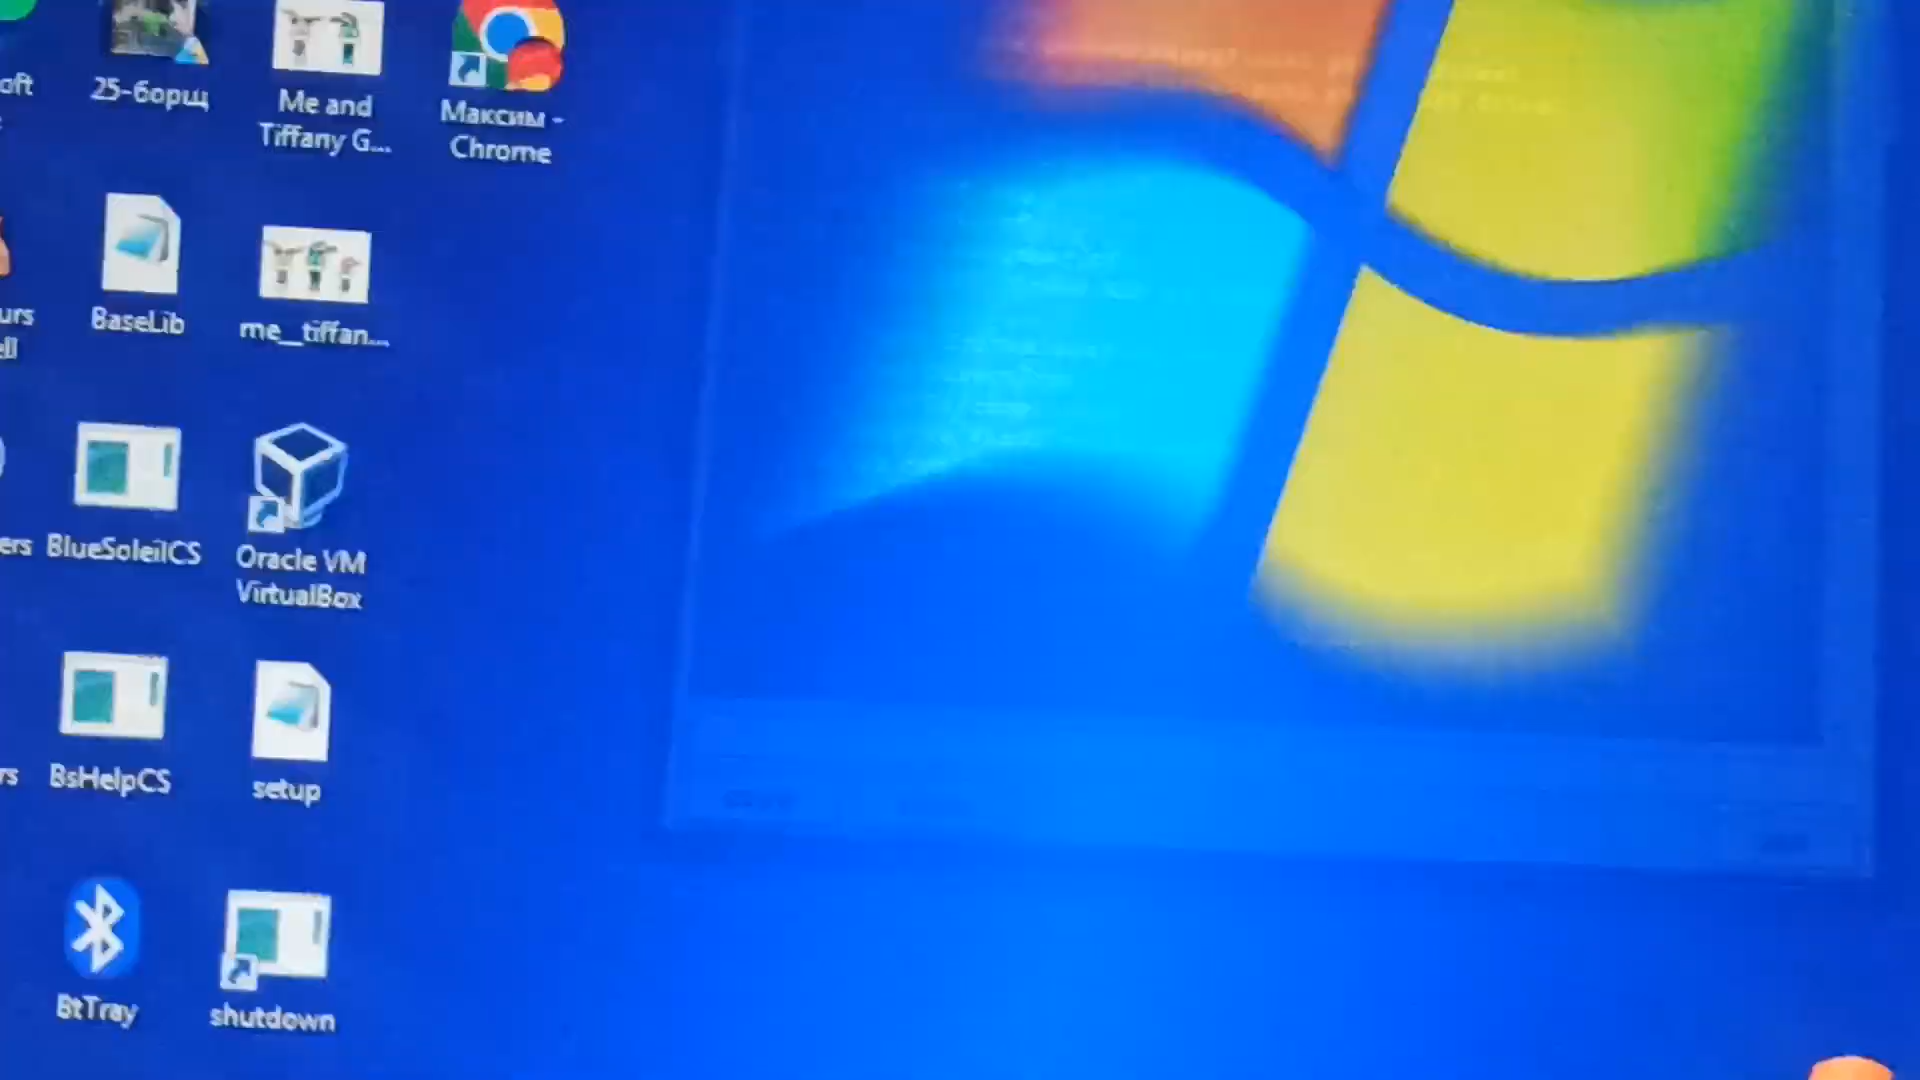 oft
25-борщ
Me and
Tiffany G...
Максим -
Chrome
urs
ell
BaseLib
me__tiffan...
ers
BlueSoleilCS
Oracle VM
VirtualBox
rs
BsHelpCS
setup
BtTray
shutdown